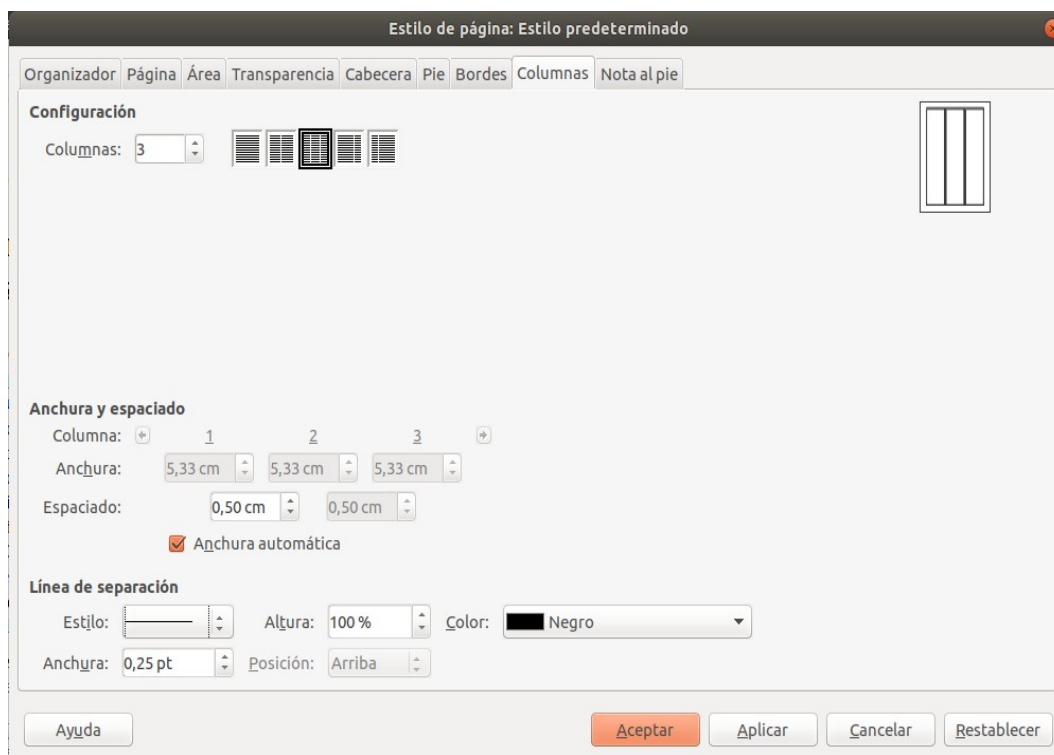 Estilo de página: Estilo predeterminado
Organizador Página Área Transparencia Cabecera Pie Bordes Columnas Nota al pie
Configuración
Columnas: 3
Anchura y espaciado
Columna: 1 2 3
Anchura: 5,33 cm 5,33 cm 5,33 cm
Espaciado: 0,50 cm 0,50 cm
Anchura automática
Línea de separación
Estilo: Altura: 100 % Color: Negro
Anchura: 0,25 pt Posición: Arriba
Ayuda Aceptar Aplicar Cancelar Restablecer